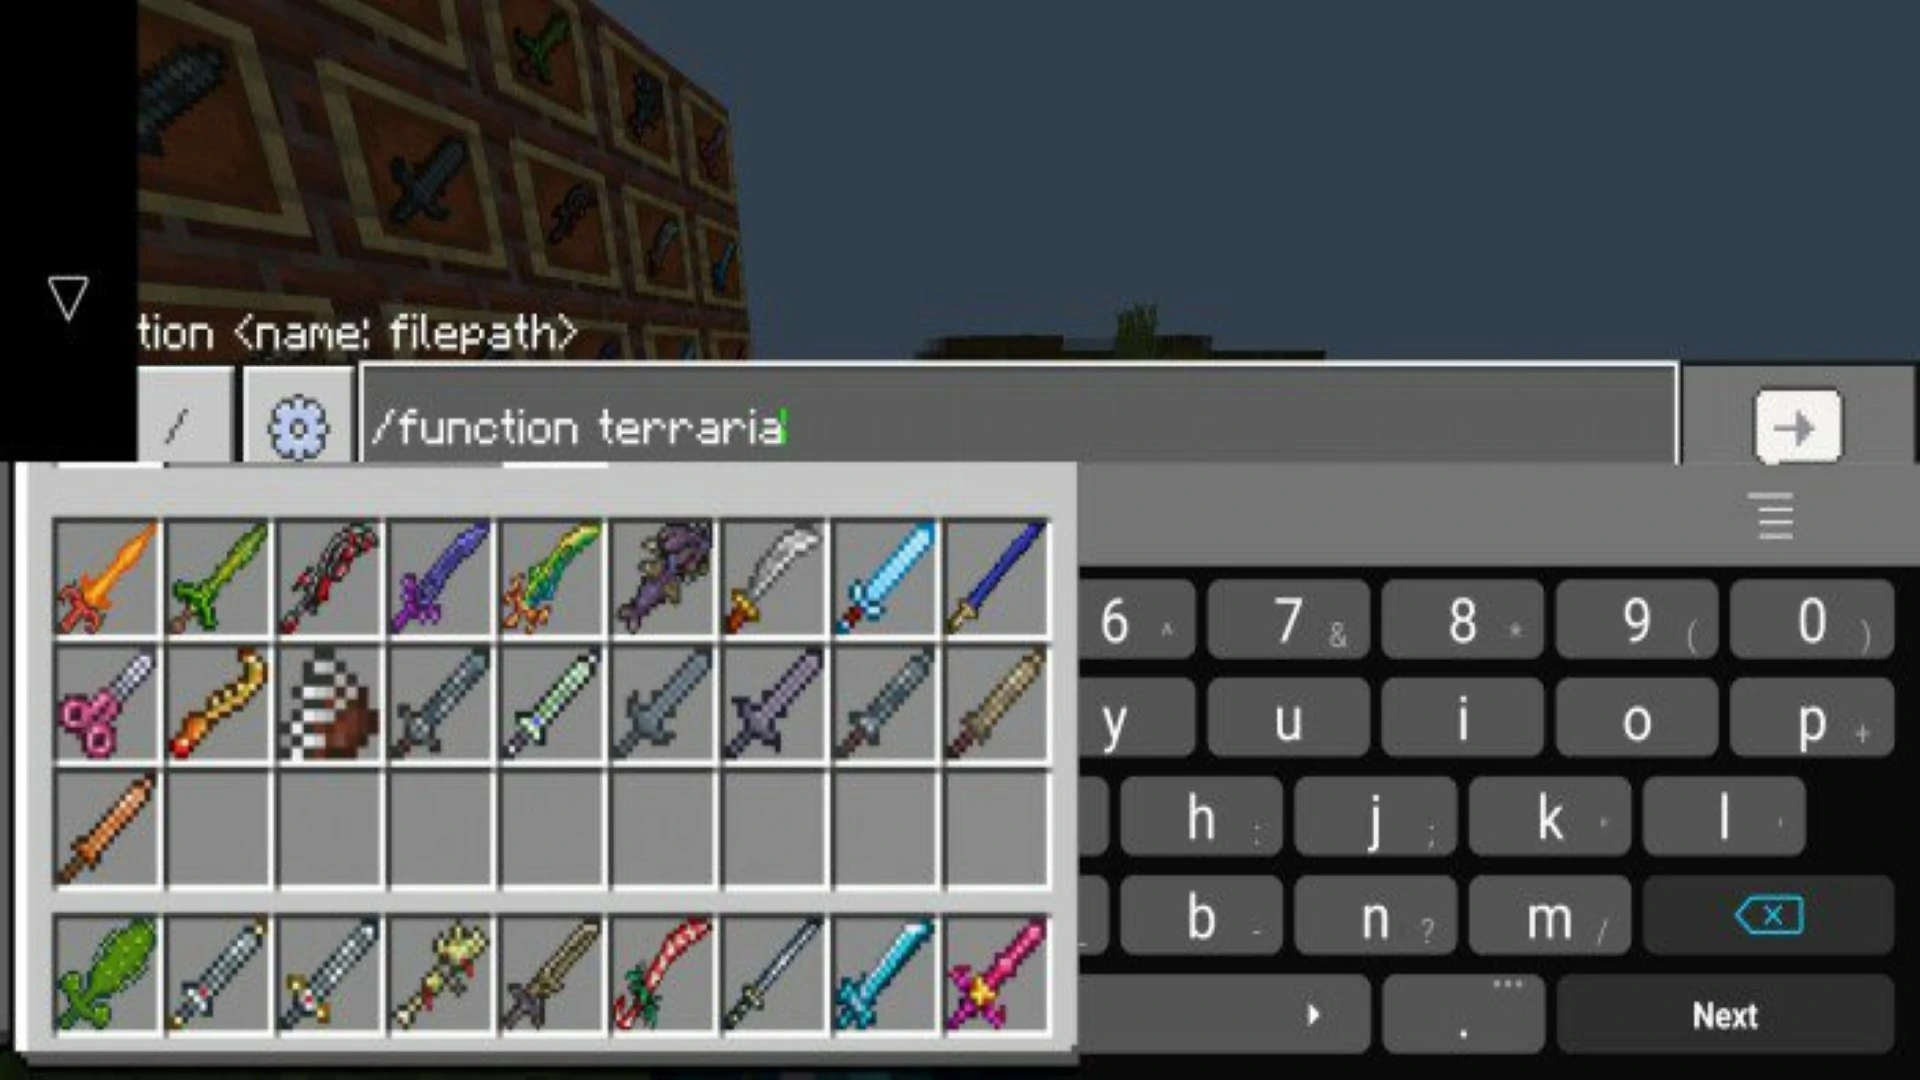 tion <name: filepath>
/
/function terraria
6 ^ 7 & 8 * 9 ( 0 )
y u i o p +
h : j ; k ' l '
_ b - n ? m /
. ... Next